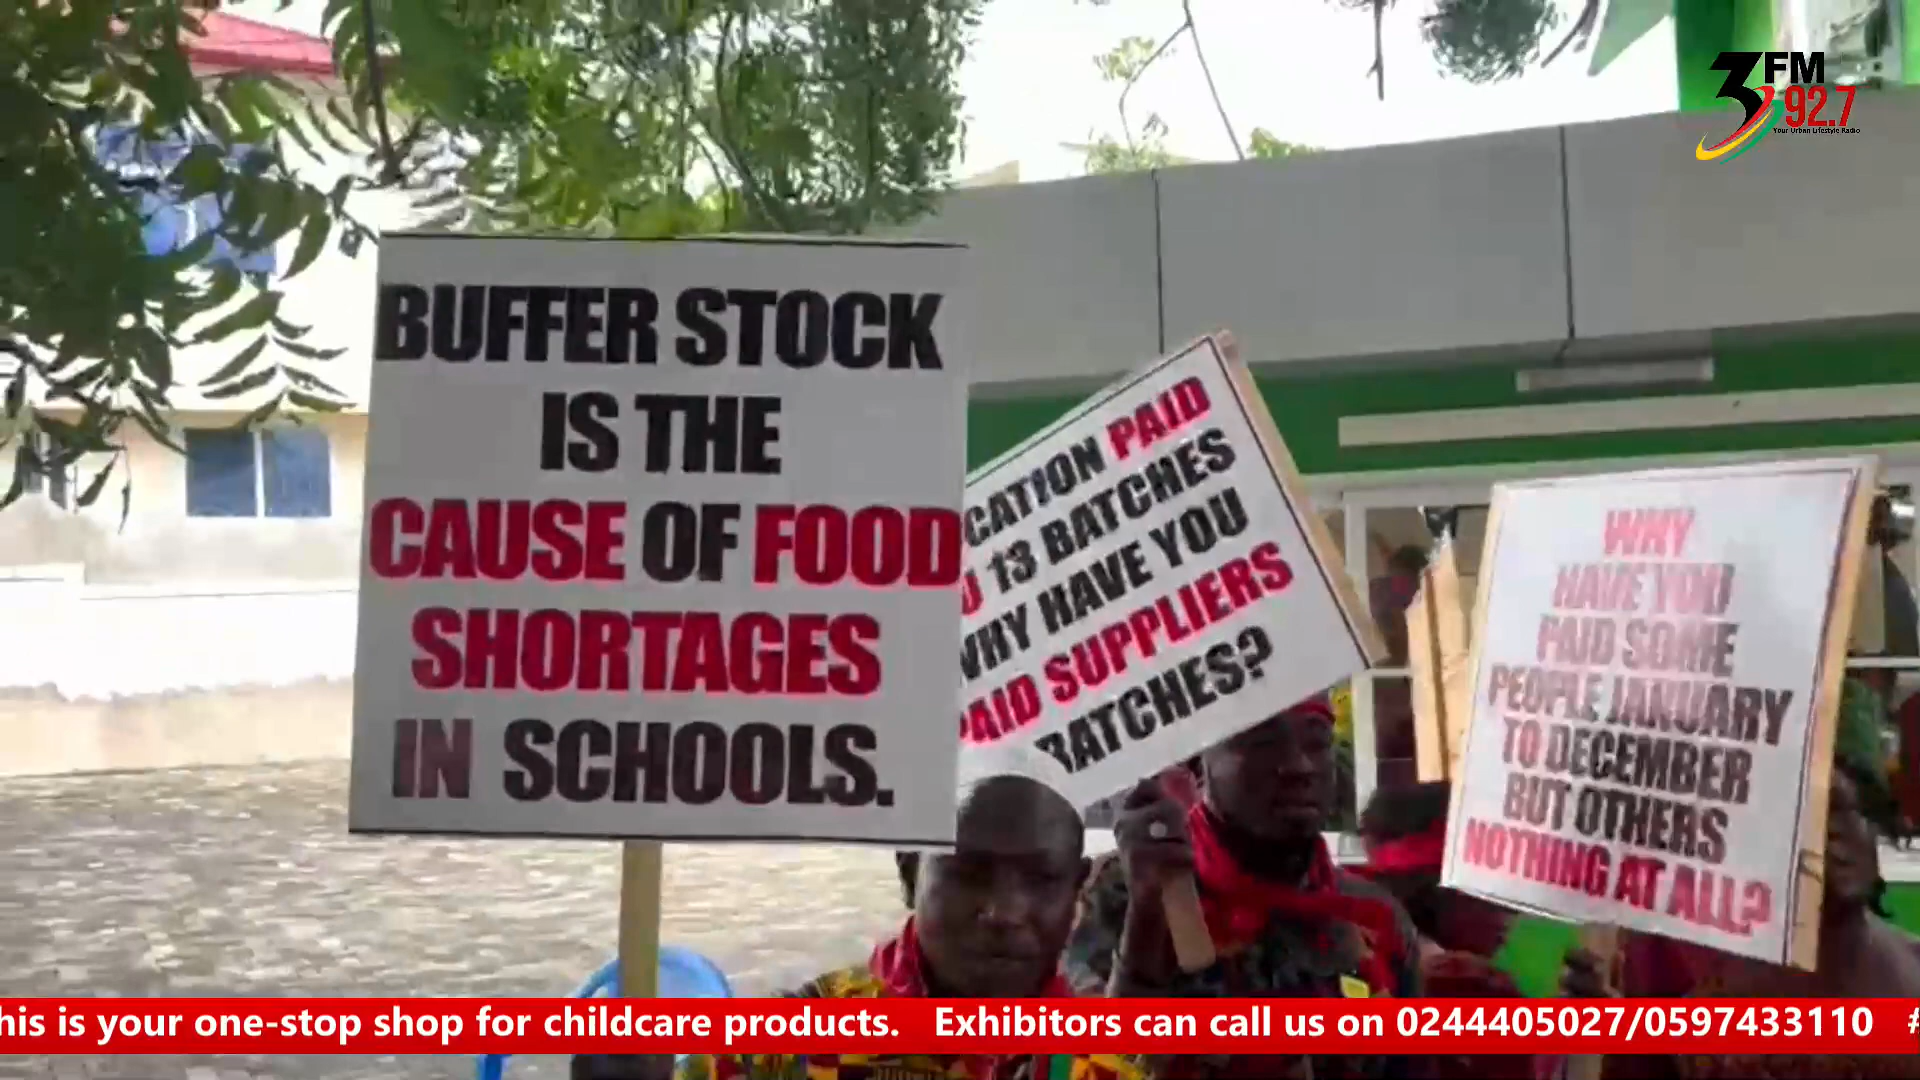 3 FM
92.7
Your Urban Lifestyle Radio
BUFFER STOCK
IS THE
CAUSE OF FOOD
SHORTAGES
IN SCHOOLS.
CATION PAID
13 BATCHES
WHY HAVE YOU
PAID SUPPLIERS
BATCHES?
WHY
HAVE YOU
PAID SOME
PEOPLE JANUARY
TO DECEMBER
BUT OTHERS
NOTHING AT ALL?
his is your one-stop shop for childcare products. Exhibitors can call us on 0244405027/0597433110 #